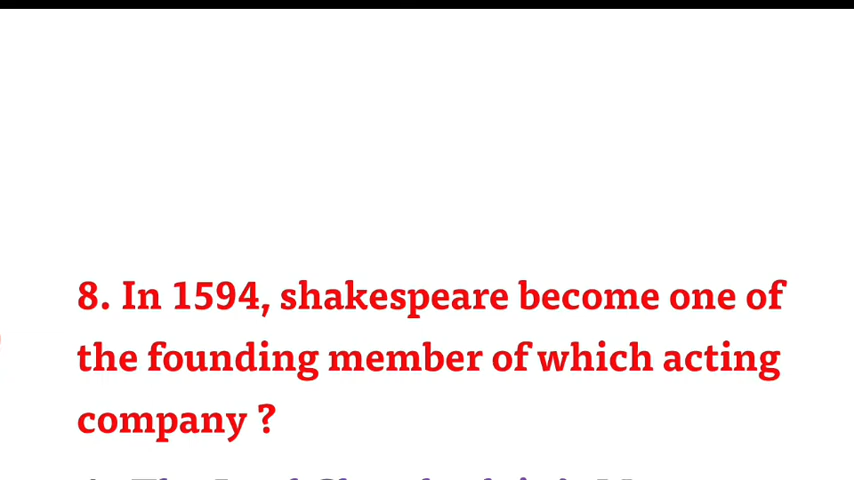 8. In 1594, shakespeare become one of
the founding member of which acting
company ?